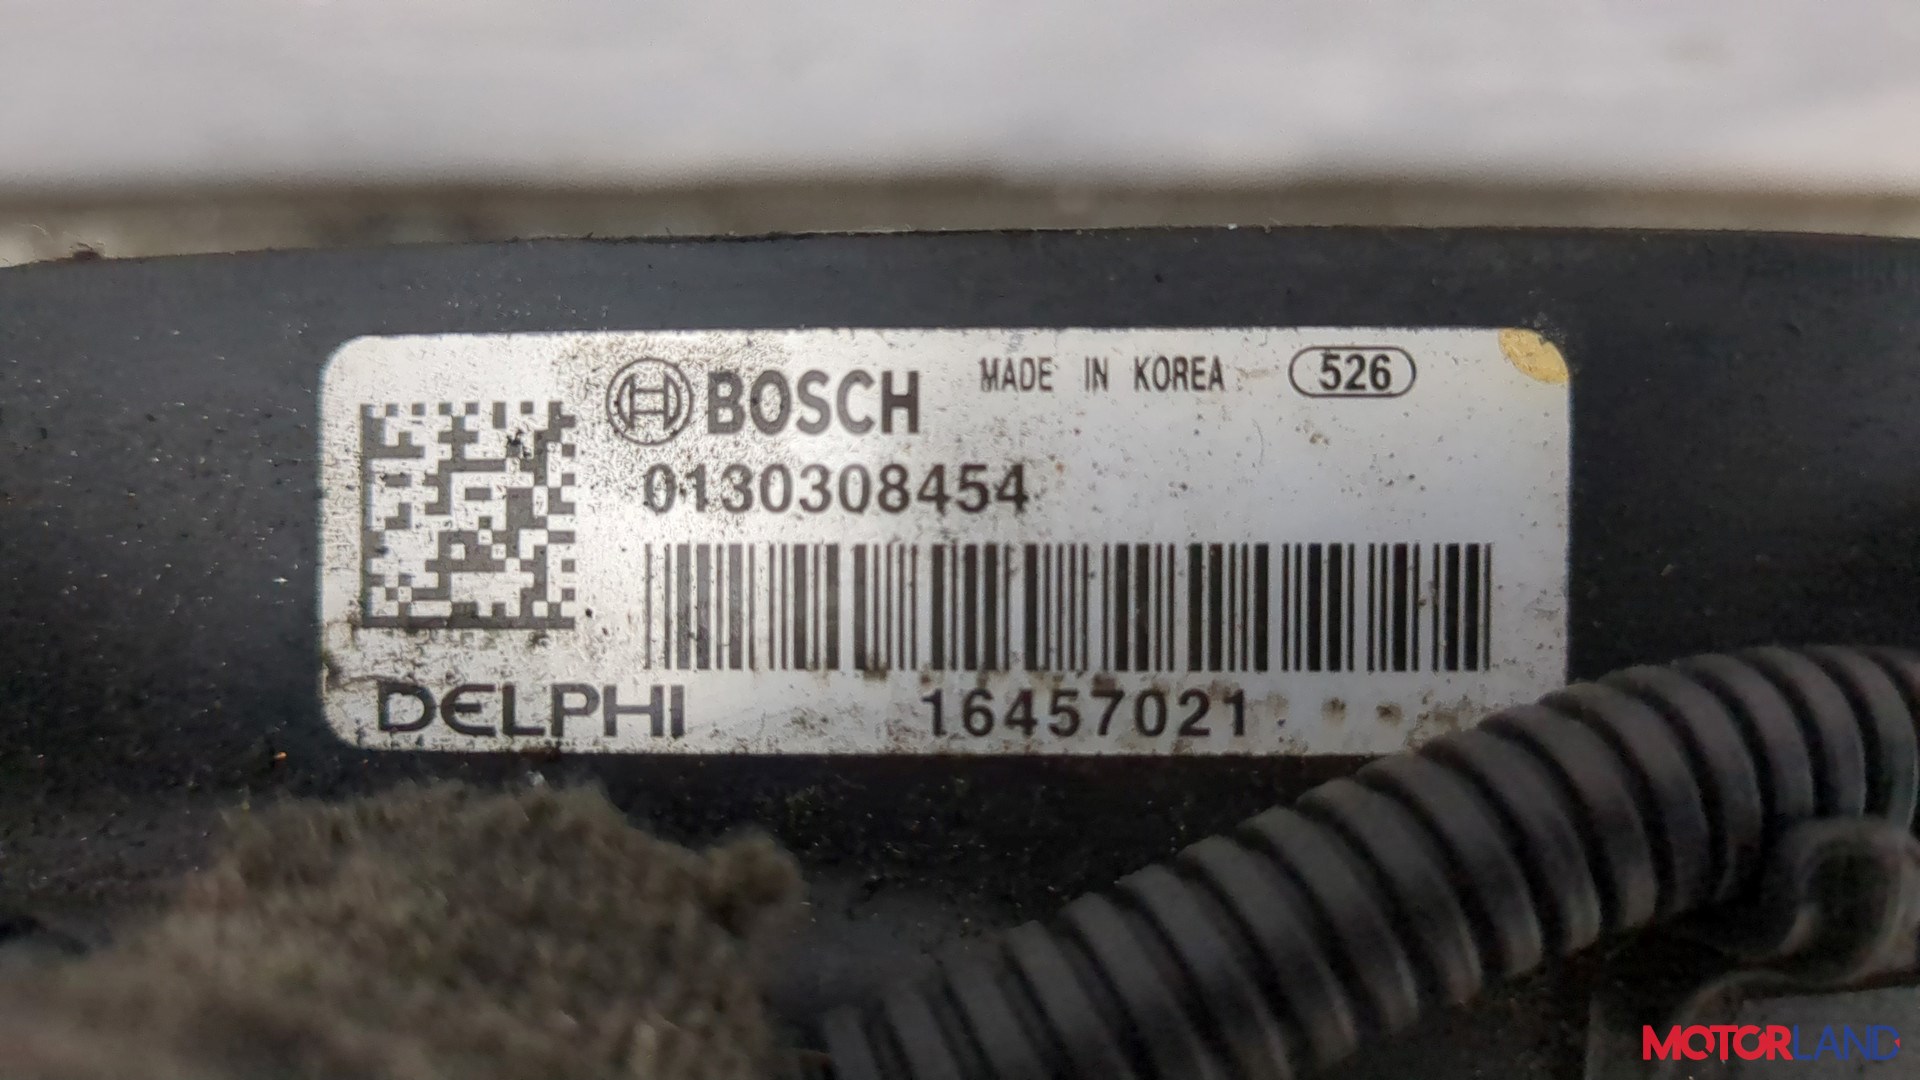 BOSCH MADE IN KOREA 526
0130308454
DELPHI 16457021
MOTORLAND